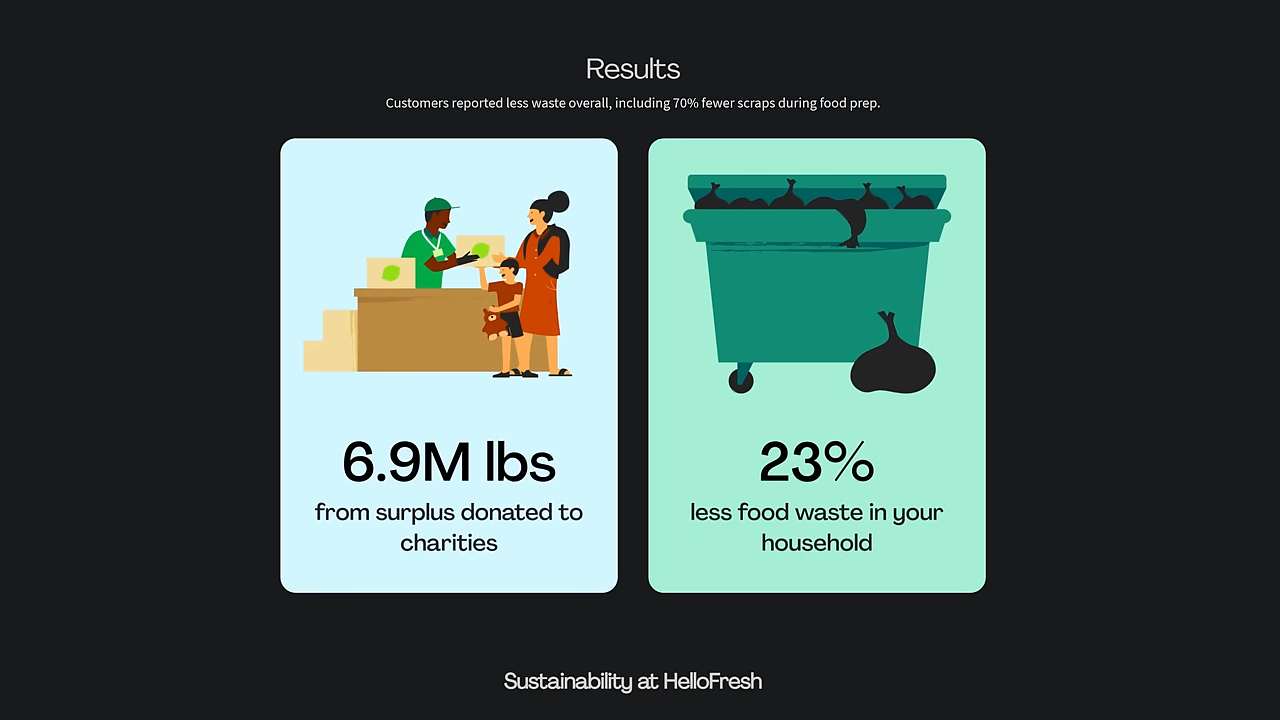 Results
Customers reported less waste overall, including 70% fewer scraps during food prep.
6.9M lbs
from surplus donated to
charities
23%
less food waste in your
household
Sustainability at HelloFresh